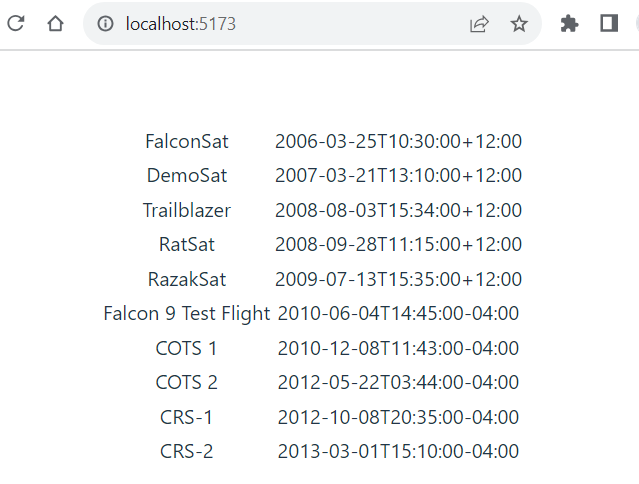 localhost:5173
FalconSat 2006-03-25T10:30:00+12:00
DemoSat 2007-03-21T13:10:00+12:00
Trailblazer 2008-08-03T15:34:00+12:00
RatSat 2008-09-28T11:15:00+12:00
RazakSat 2009-07-13T15:35:00+12:00
Falcon 9 Test Flight 2010-06-04T14:45:00-04:00
COTS 1 2010-12-08T11:43:00-04:00
COTS 2 2012-05-22T03:44:00-04:00
CRS-1 2012-10-08T20:35:00-04:00
CRS-2 2013-03-01T15:10:00-04:00